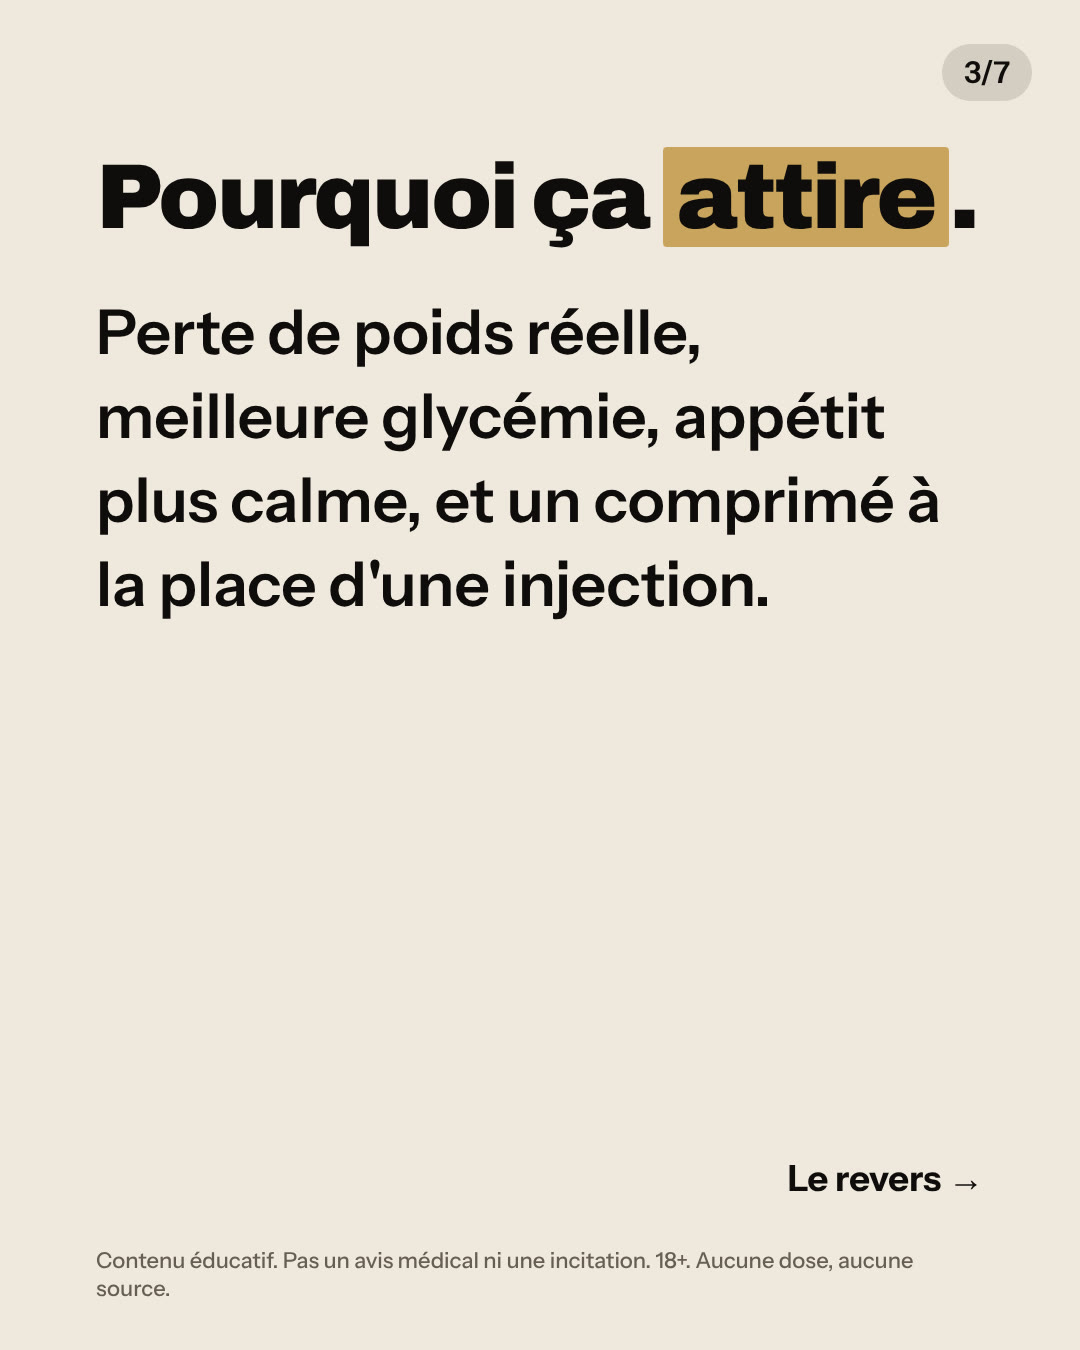 3/7
Pourquoi ça attire.
Perte de poids réelle,
meilleure glycémie, appétit
plus calme, et un comprimé à
la place d'une injection.
Le revers →
Contenu éducatif. Pas un avis médical ni une incitation. 18+. Aucune dose, aucune
source.